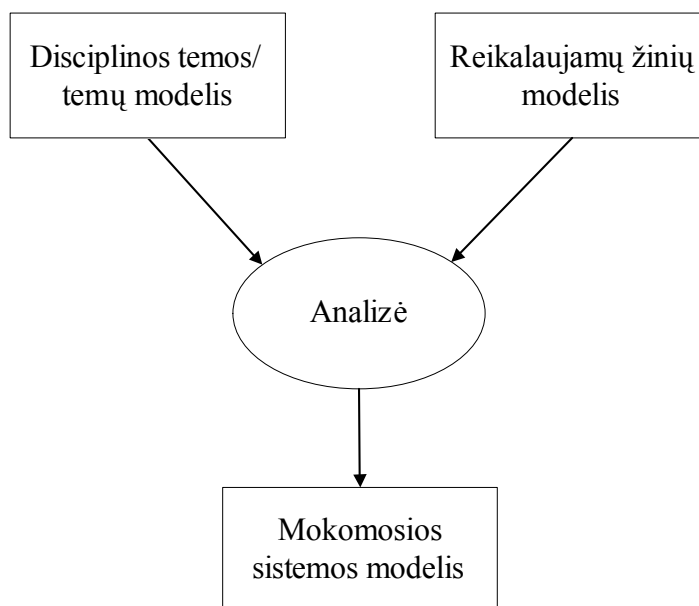 Disciplinos temos/
temų modelis
Reikalaujamų žinių
modelis
Analizė
Mokomosios
sistemos modelis